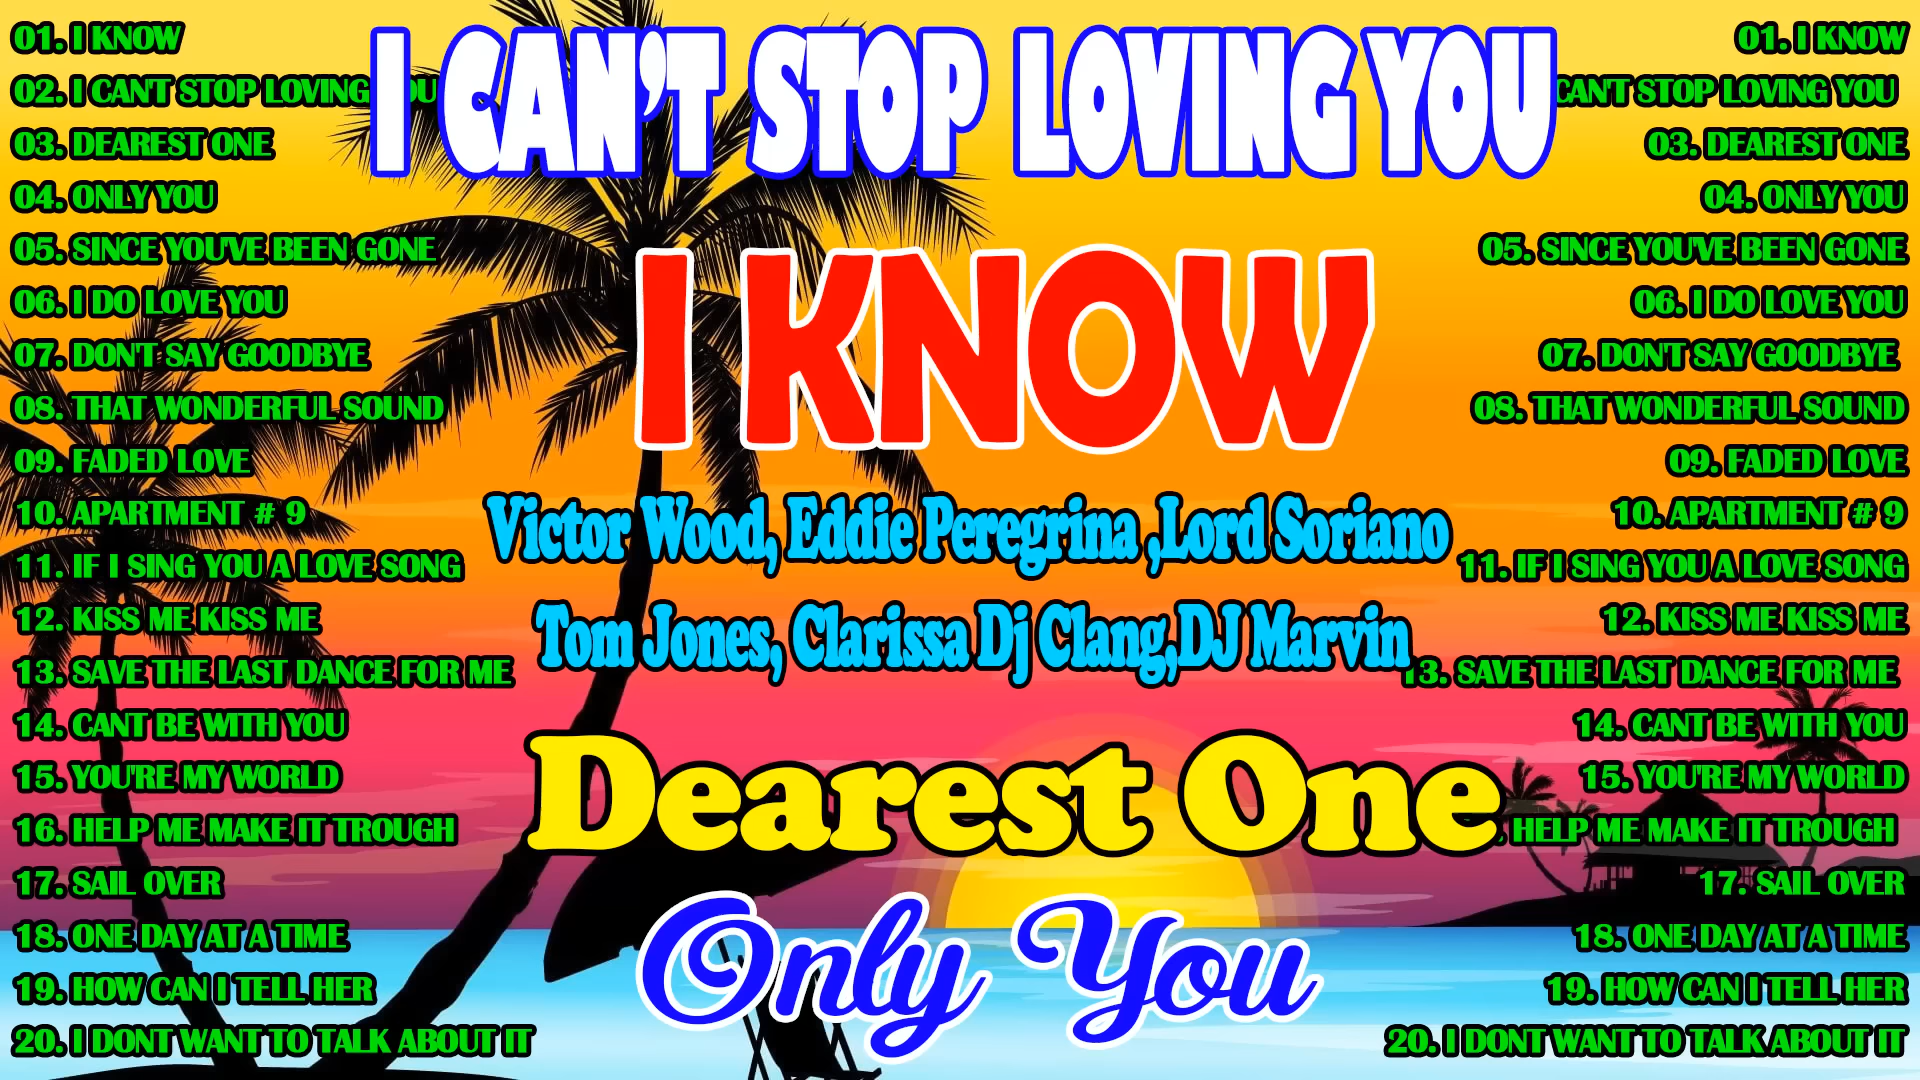 01. I KNOW
02. I CANT STOP LOVING OU
03. DEAREST ONE
04. ONLY YOU
05. SINCE YOU'VE BEEN GONE
06. I DO LOVE YOU
07. DON'T SAY GOODBYE
08. THAT WONDERFUL SOUND
09. FADED LOVE
10. APARTMENT # 9
11. IF I SING YOU A LOVE SONG
12. KISS ME KISS ME
13. SAVE THE LAST DANCE FOR ME
14. CANT BE WITH YOU
15. YOU'RE MY WORLD
16. HELP ME MAKE IT TROUGH
17. SAIL OVER
18. ONE DAY AT A TIME
19. HOW CAN I TELL HER
20. I DONT WANT TO TALK ABOUT IT
I CAN'T STOP LOVING YOU
I KNOW
Victor Wood, Eddie Peregrina ,Lord Soriano
Tom Jones, Clarissa Dj Clang,DJ Marvin
Dearest One
Only You
01. I KNOW
CAN'T STOP LOVING YOU
03. DEAREST ONE
04. ONLY YOU
05. SINCE YOU'VE BEEN GONE
06. I DO LOVE YOU
07. DON'T SAY GOODBYE
08. THAT WONDERFUL SOUND
09. FADED LOVE
10. APARTMENT # 9
11. IF I SING YOU A LOVE SONG
12. KISS ME KISS ME
13. SAVE THE LAST DANCE FOR ME
14. CANT BE WITH YOU
15. YOU'RE MY WORLD
. HELP ME MAKE IT TROUGH
17. SAIL OVER
18. ONE DAY AT A TIME
19. HOW CAN I TELL HER
20. I DONT WANT TO TALK ABOUT IT